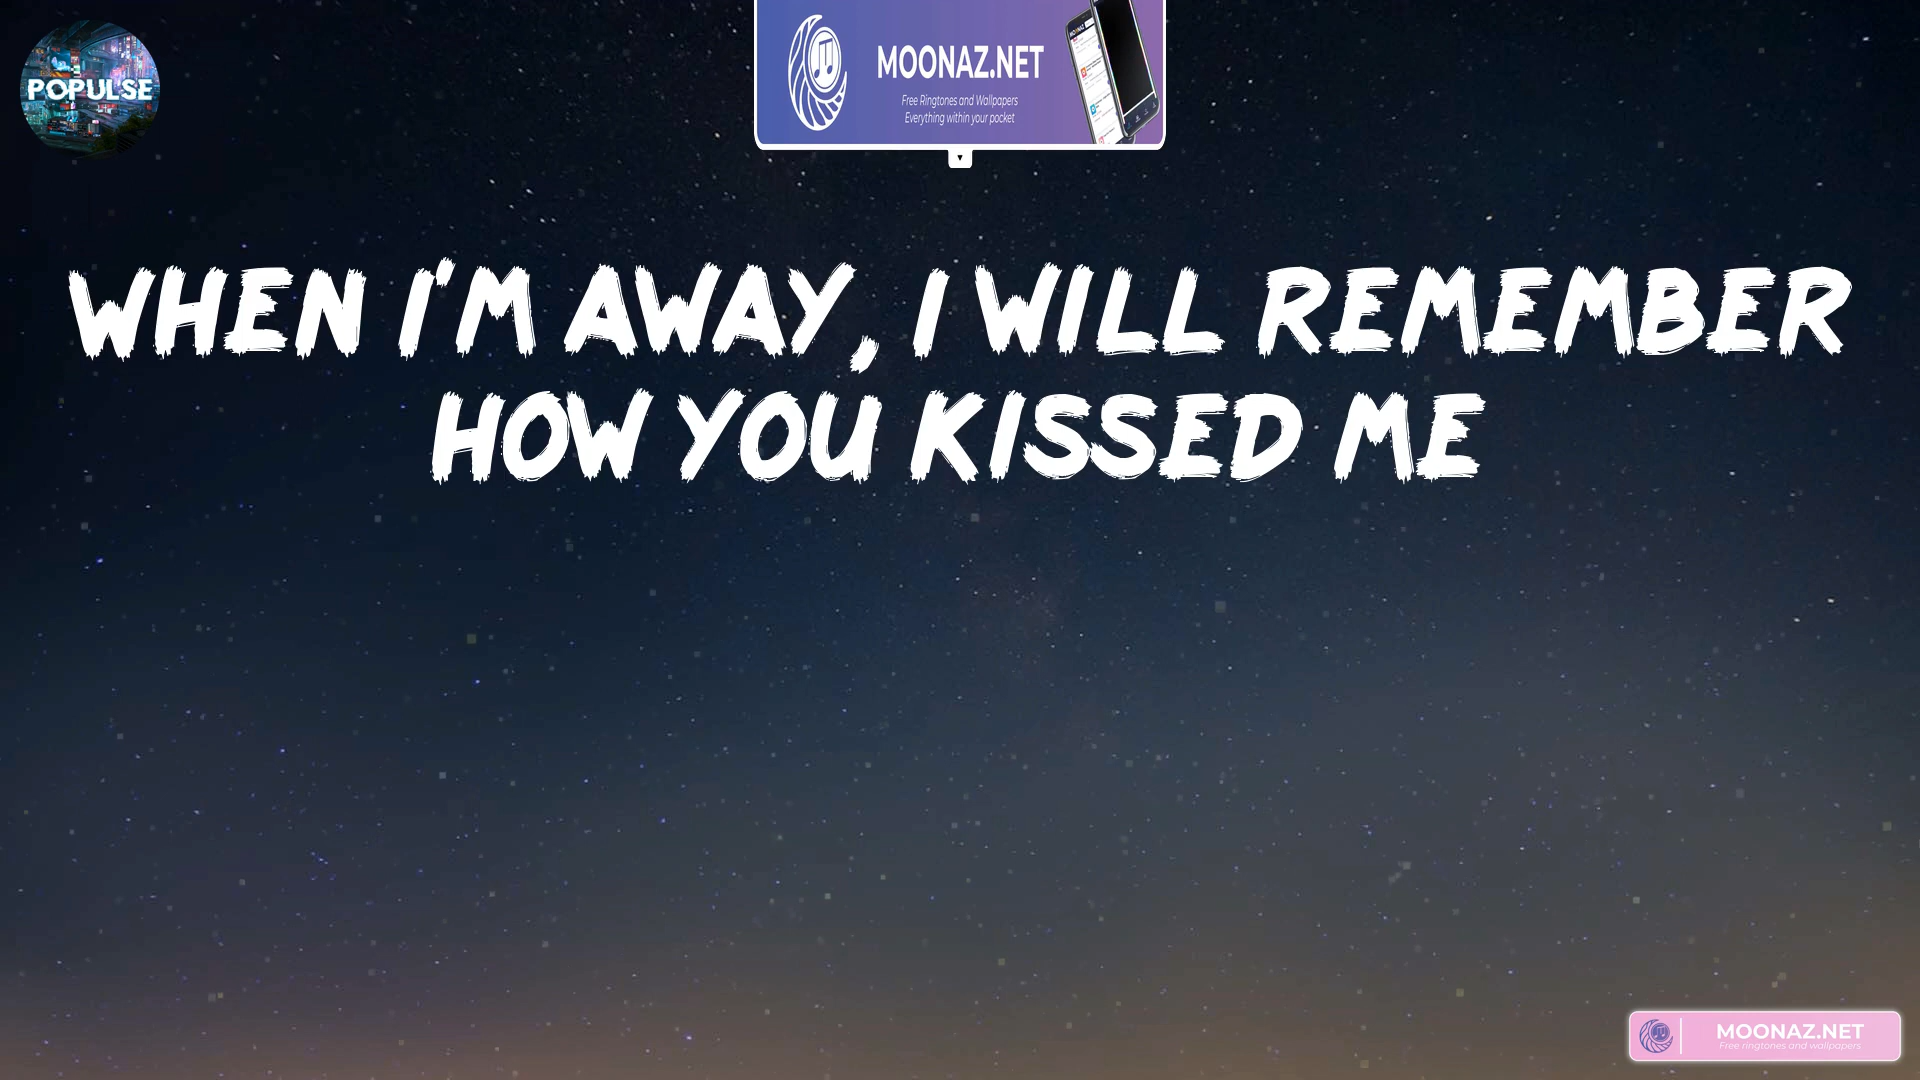 POPULSE
MOONAZ.NET
Free Ringtones and Wallpapers
Everything within your pocket
WHEN I'M AWAY, I WILL REMEMBER
HOW YOU KISSED ME
MOONAZ.NET
Free ringtones and wallpapers